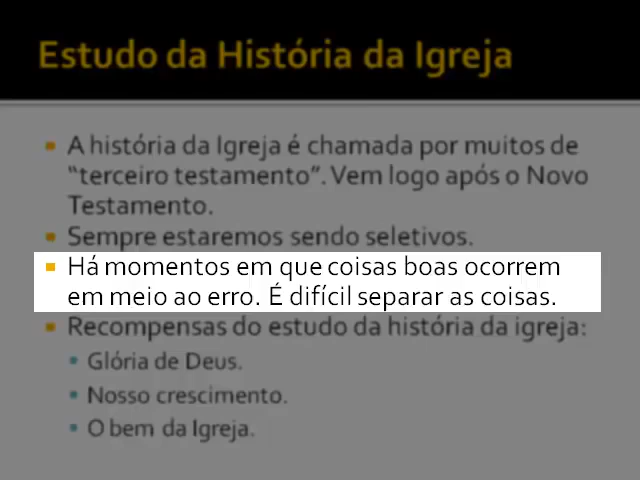 Estudo da História da Igreja
A história da Igreja é chamada por muitos de
“terceiro testamento”. Vem logo após o Novo
Testamento.
Sempre estaremos sendo seletivos.
Há momentos em que coisas boas ocorrem
em meio ao erro. É difícil separar as coisas.
Recompensas do estudo da história da igreja:
Glória de Deus.
Nosso crescimento.
O bem da Igreja.